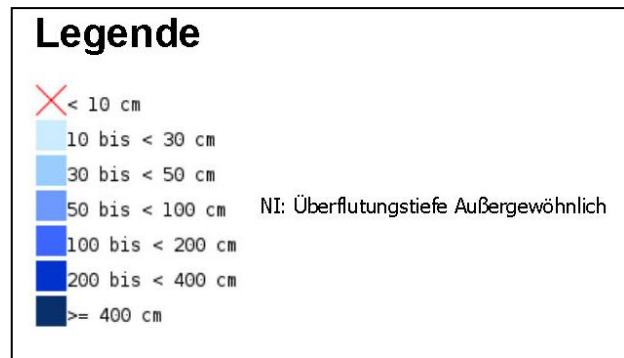 Legende
< 10 cm
10 bis < 30 cm
30 bis < 50 cm
50 bis < 100 cm
NI: Überflutungstiefe Außergewöhnlich
100 bis < 200 cm
200 bis < 400 cm
>= 400 cm